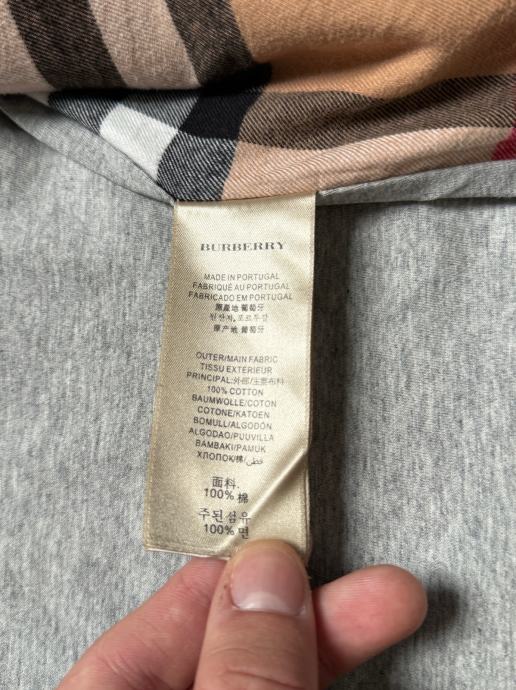 BURBERRY
MADE IN PORTUGAL
FABRIQUÉ AU PORTUGAL
FABRICADO EM PORTUGAL
原產地 葡萄牙
원산지, 포르투갈
原产地 葡萄牙
OUTER/MAIN FABRIC
TISSU EXTÉRIEUR
PRINCIPAL:外部/主要布料
100% COTTON
BAUMWOLLE/COTON
COTONE/KATOEN
BOMULL/ALGODÓN
ALGODAO/PUUVILLA
BAMBAKI/PAMUK
ХЛОПОК/棉/قطن
面料.
100% 棉
주된섬유
100% 면